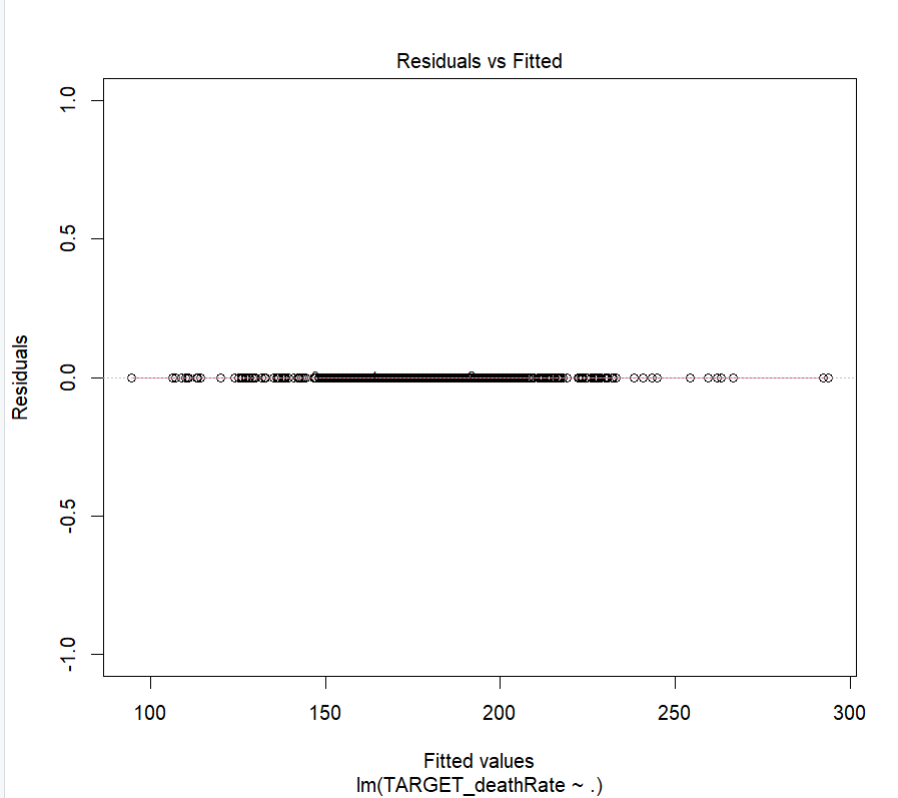 Residuals vs Fitted
Residuals
1.0
0.5
0.0
-0.5
-1.0
100 150 200 250 300
Fitted values
lm(TARGET_deathRate ~ .)